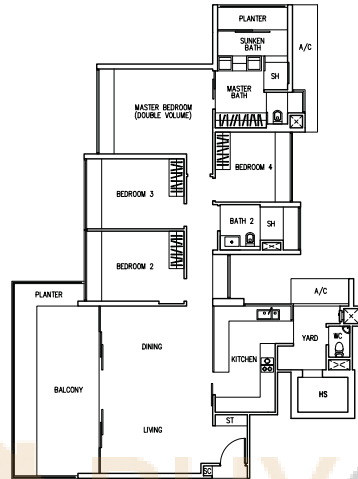 PLANTER
SUNKEN
BATH
A/C
SH
MASTER
BATH
MASTER BEDROOM
(DOUBLE VOLUME)
BEDROOM 4
BEDROOM 3
BATH 2
SH
BEDROOM 2
A/C
PLANTER
YARD
WC
DINING
KITCHEN
BALCONY
HS
LIVING
ST
SC